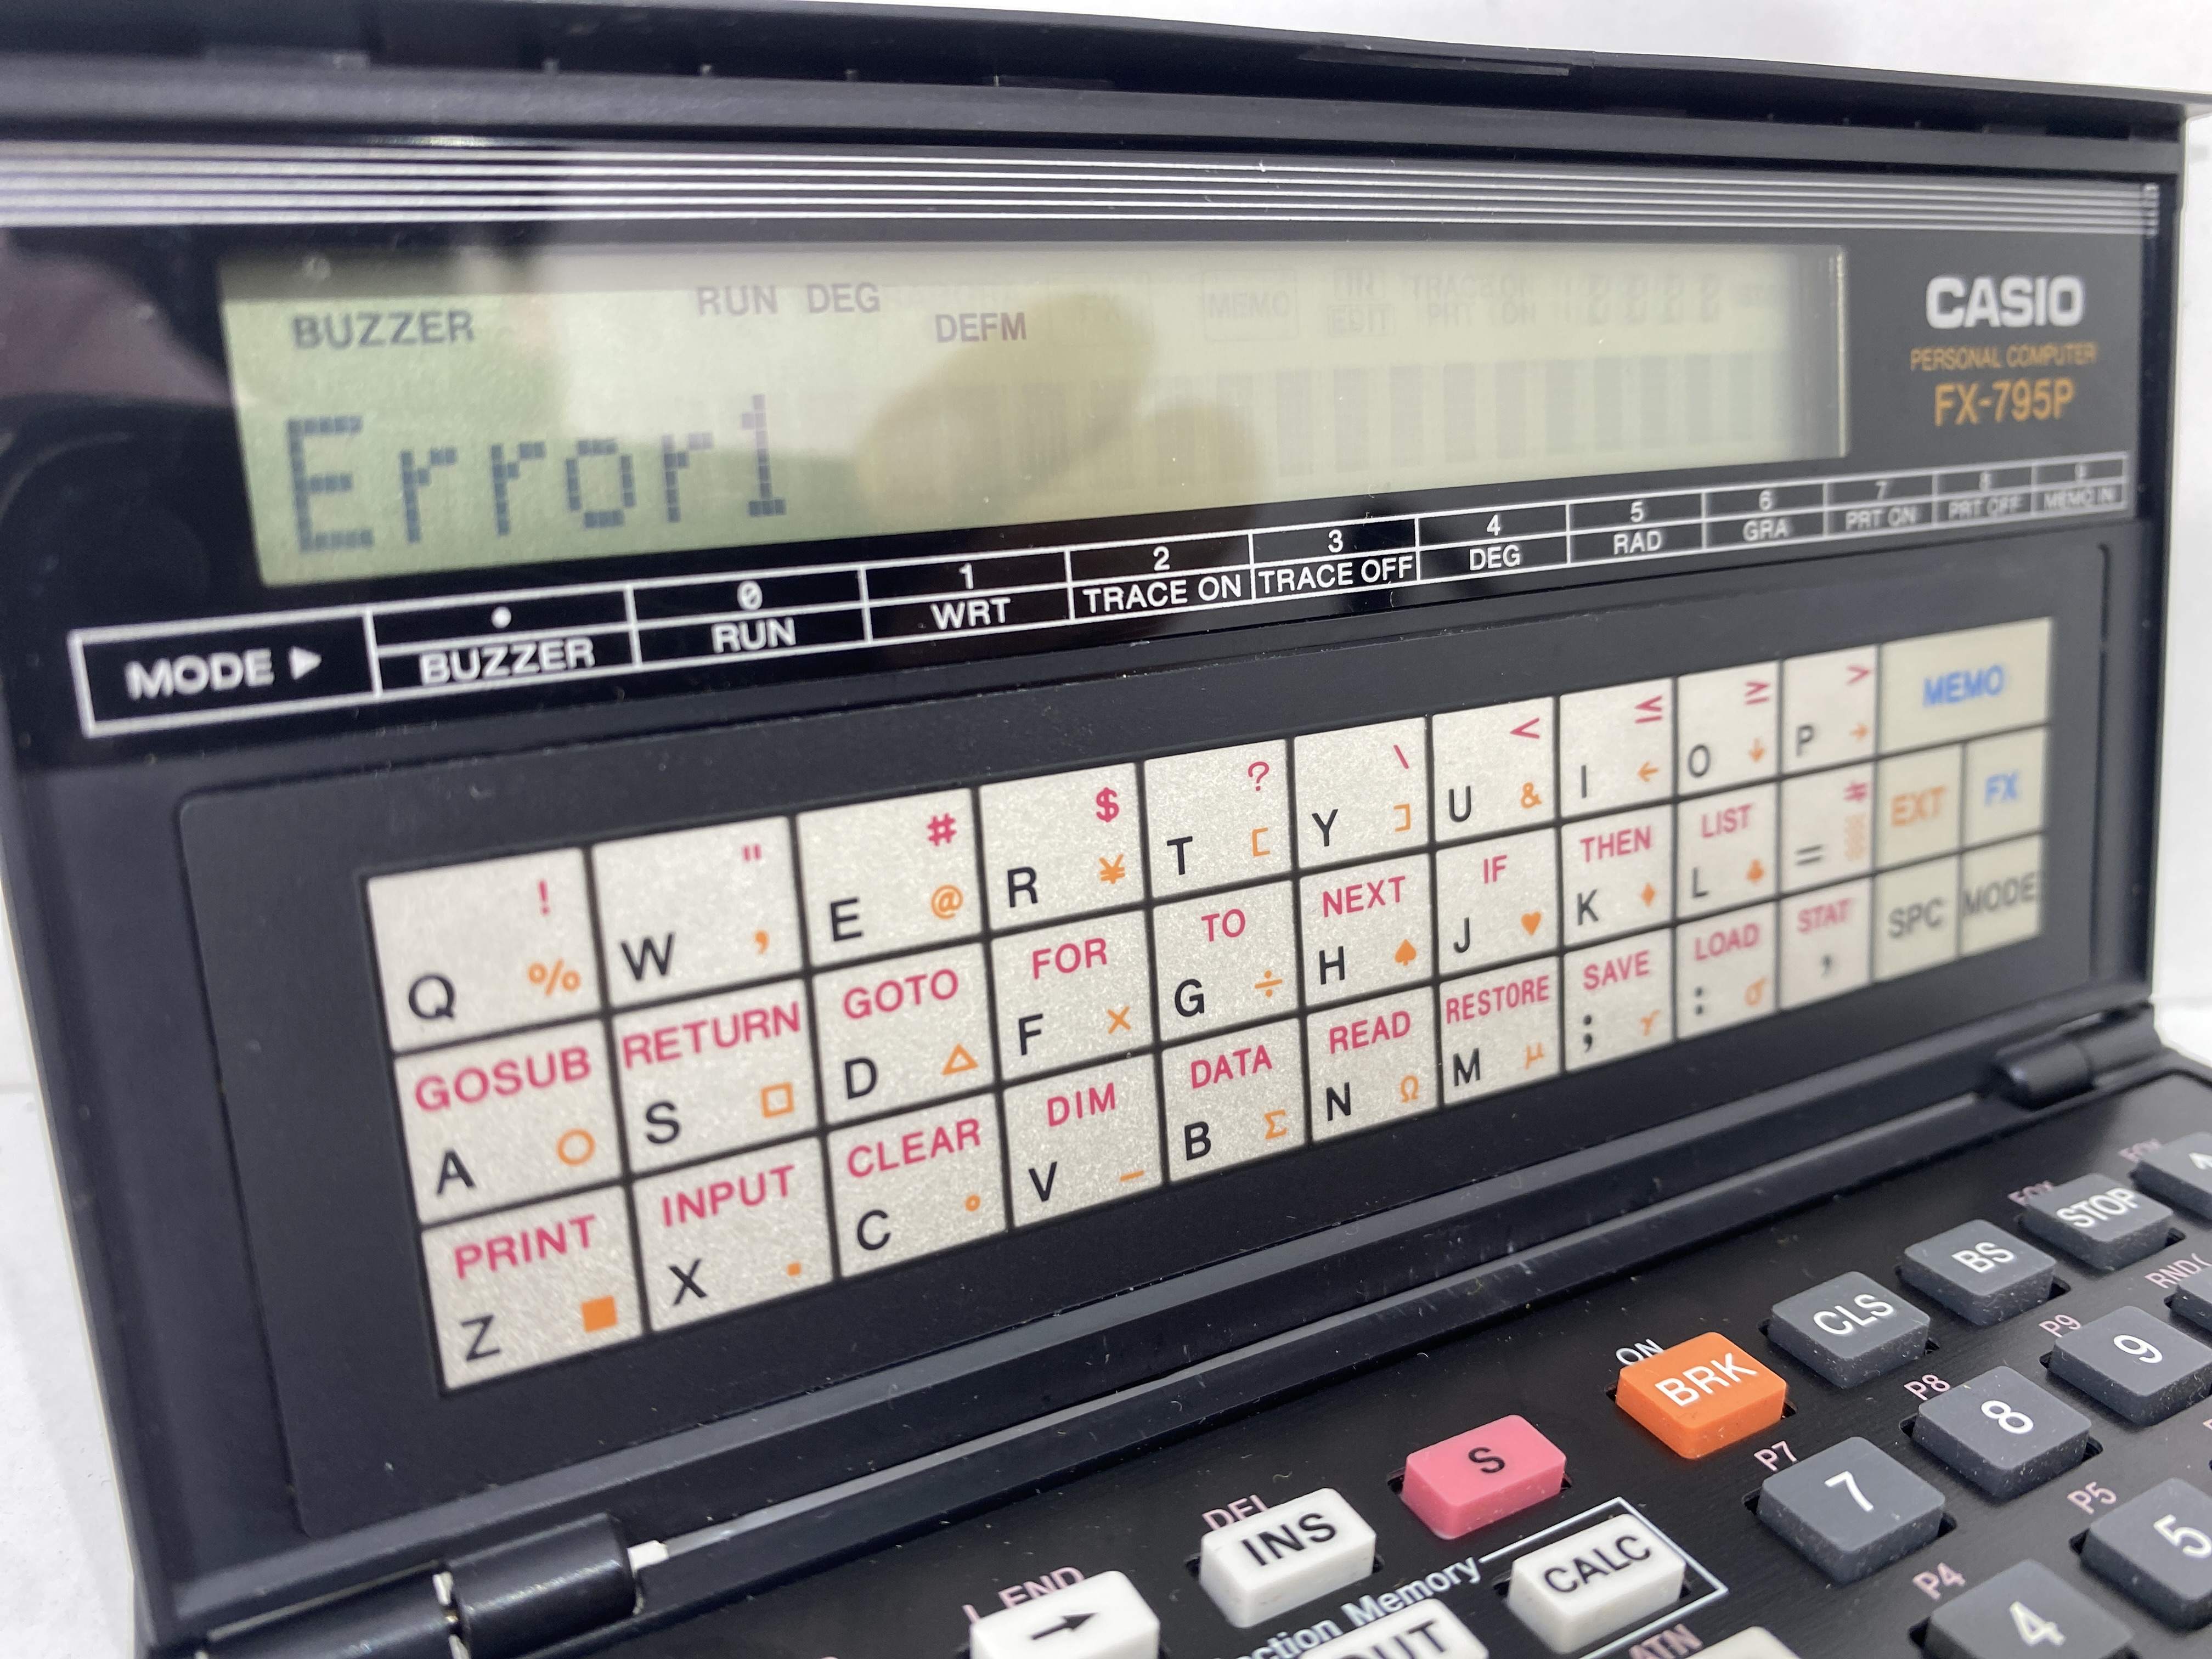 BUZZER RUN DEG DEFM
Error1
CASIO
PERSONAL COMPUTER
FX-795P
MODE ▶
• 0 1 2 3 4 5 6 7 8 9
BUZZER RUN WRT TRACE ON TRACE OFF DEG RAD GRA PRT ON PRT OFF MEMO IN
! " # $ ? \ < ≤ ≥ >
Q % W , E @ R ¥ T [ Y ] U & I ← O ↓ P → MEMO
GOSUB RETURN GOTO FOR TO NEXT IF THEN LIST ≠
A ○ S □ D △ F × G ÷ H ♠ J ♥ K ♦ L ♣ = EXT FX
PRINT INPUT CLEAR DIM DATA READ RESTORE SAVE LOAD STAT
Z ■ X ▪ C ° V − B Σ N Ω M µ ; : , SPC MODE
STOP
BS
CLS
ON
BRK
S
DEL
INS
L.END
→
CALC
P9
9
P8
8
P7
7
P5
5
P4
4